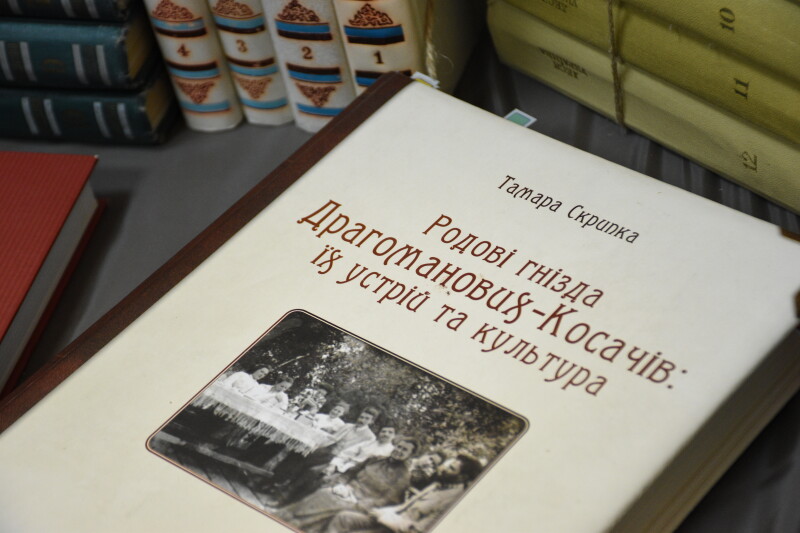 4
3
2
1
10
11
12
Тамара Скрипка
Родові гнізда
Драгоманових-Косачів:
їх устрій та культура